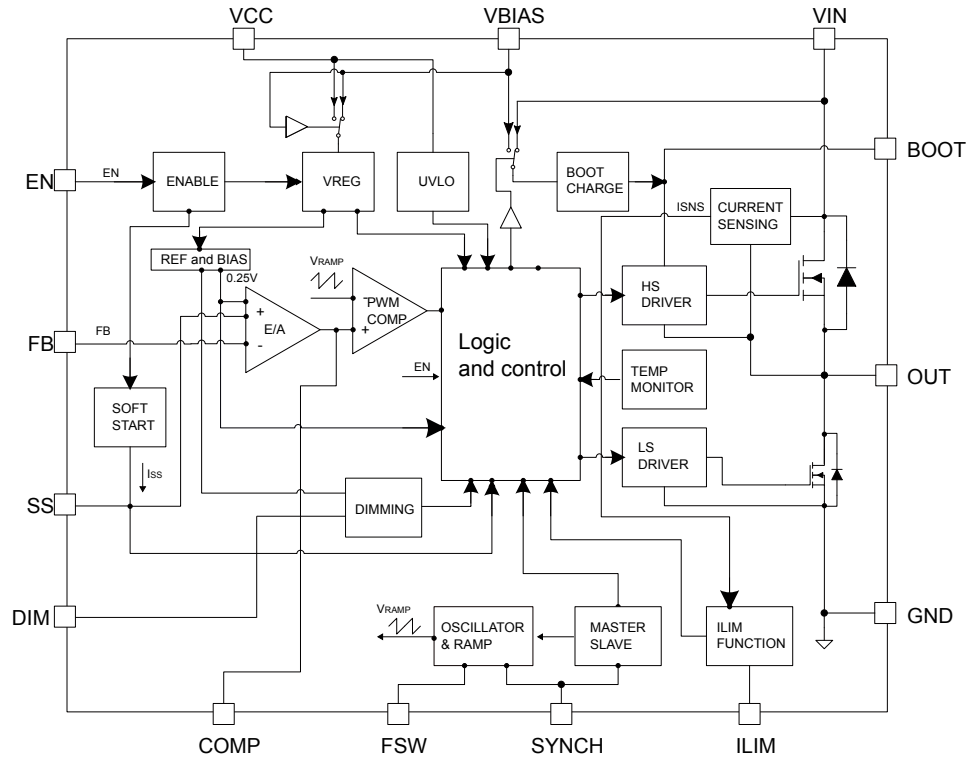 VCC
VBIAS
VIN
BOOT
EN
EN
ENABLE
VREG
UVLO
BOOT
CHARGE
ISNS
CURRENT
SENSING
REF and BIAS
0.25V
VRAMP
-
PWM
COMP
+
HS
DRIVER
FB
FB
+
E/A
-
Logic
and control
EN
TEMP
MONITOR
OUT
SOFT
START
LS
DRIVER
ISS
SS
DIMMING
DIM
VRAMP
OSCILLATOR
& RAMP
MASTER
SLAVE
ILIM
FUNCTION
GND
COMP
FSW
SYNCH
ILIM